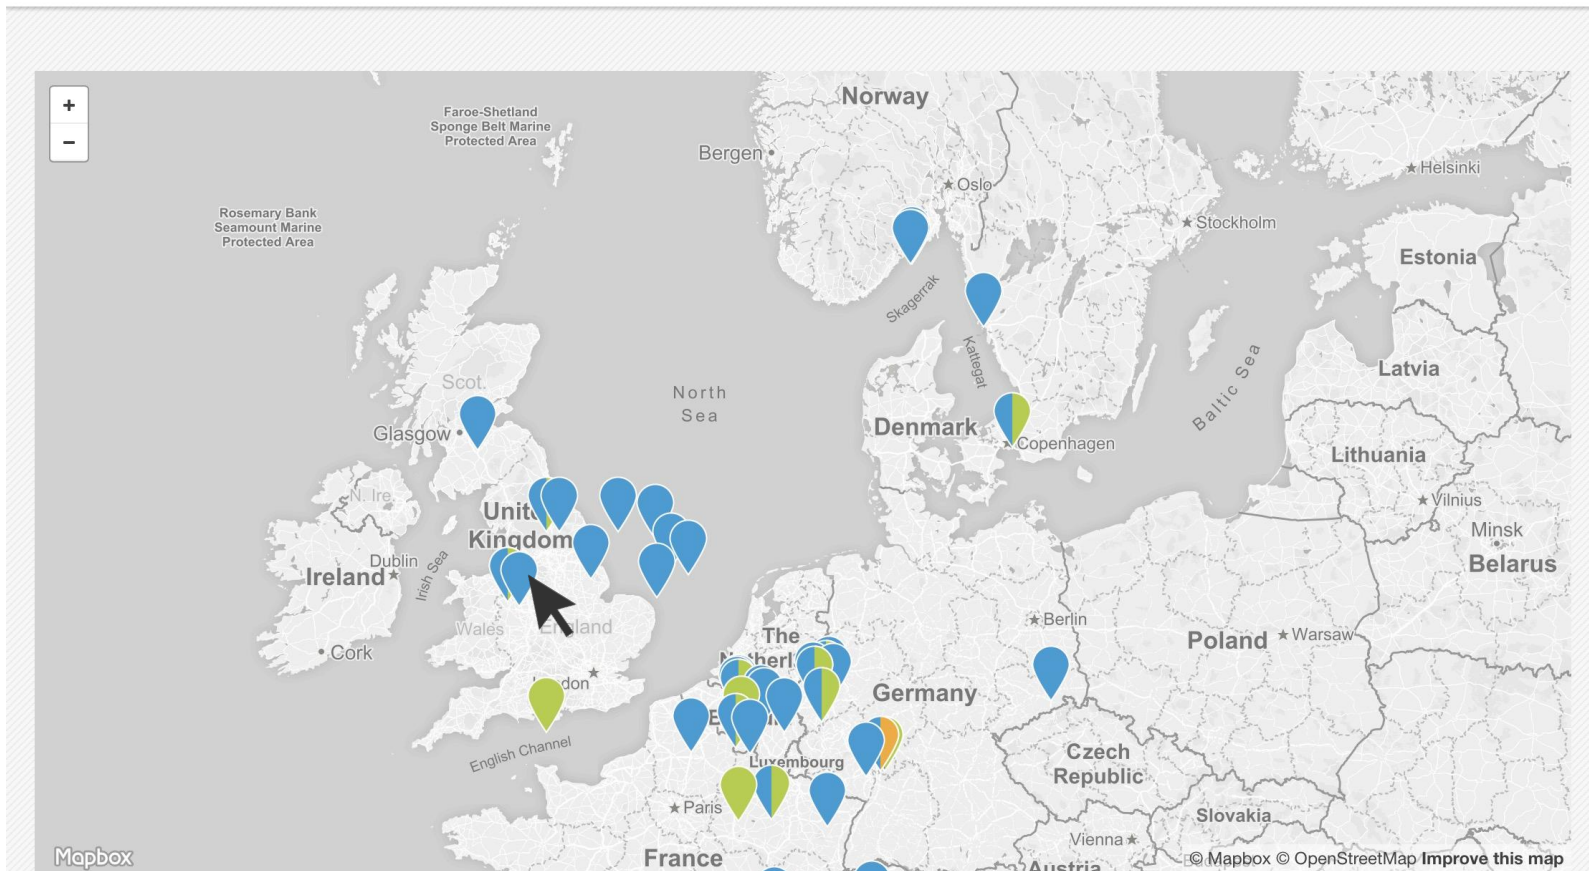 +
−
Faroe-Shetland
Sponge Belt Marine
Protected Area
Norway
Bergen
Oslo
Helsinki
Rosemary Bank
Seamount Marine
Protected Area
Stockholm
Estonia
Skagerrak
Kattegat
Baltic Sea
Latvia
Scot.
North
Sea
Glasgow
Denmark
Copenhagen
Lithuania
N. Ire.
Vilnius
Kingdom
Minsk
Dublin
Irish Sea
Ireland
Belarus
Wales
England
Berlin
The
Poland
Warsaw
Cork
Germany
English Channel
Luxembourg
Czech
Republic
Paris
Slovakia
Vienna
France
Austria
Mapbox
© Mapbox © OpenStreetMap Improve this map